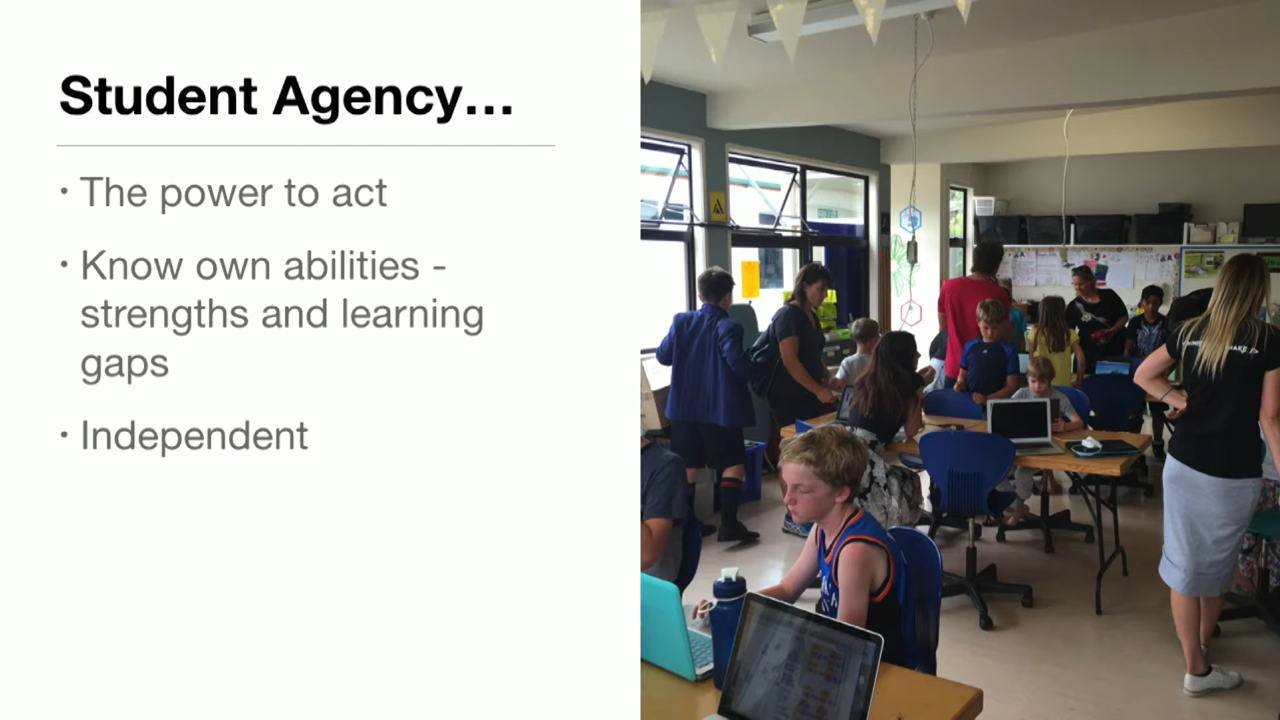 Student Agency...
• The power to act
• Know own abilities -
strengths and learning
gaps
• Independent